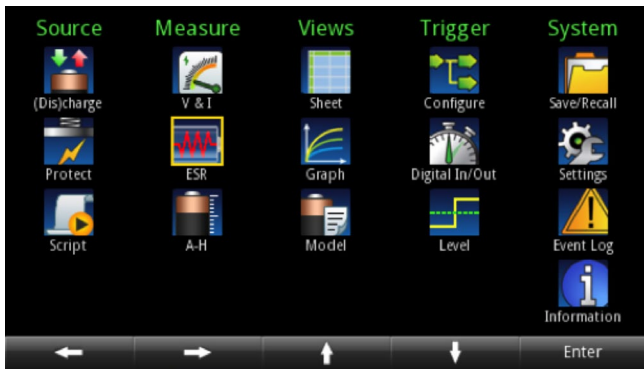 Source Measure Views Trigger System
(Dis)charge V & I Sheet Configure Save/Recall
Protect ESR Graph Digital In/Out Settings
Script A-H Model Level Event Log
Information
Enter